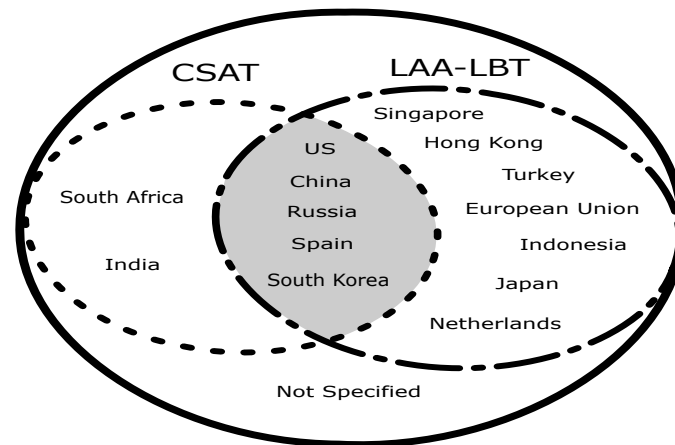 CSAT
LAA-LBT
Singapore
US
Hong Kong
China
Turkey
South Africa
Russia
European Union
Spain
Indonesia
India
South Korea
Japan
Netherlands
Not Specified